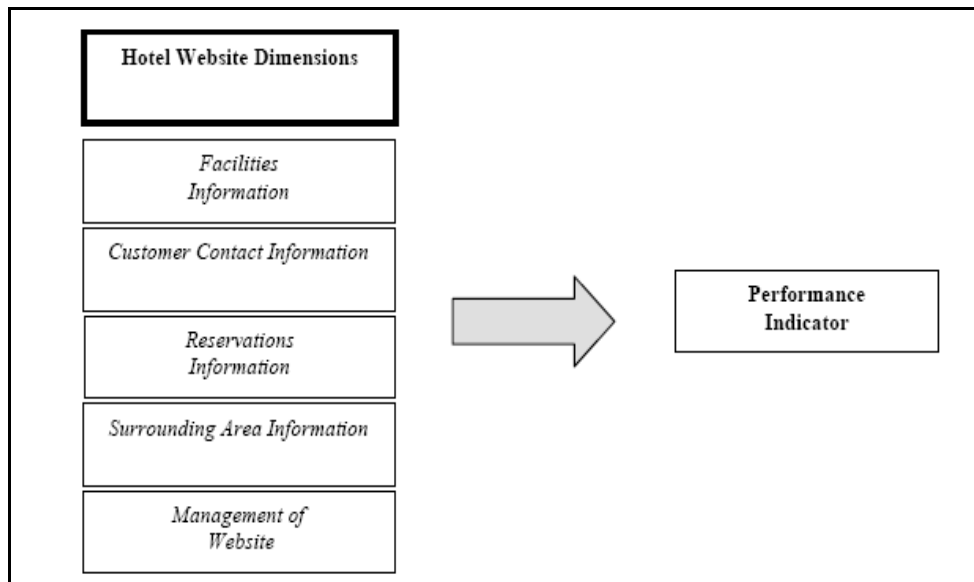 Hotel Website Dimensions
Facilities
Information
Customer Contact Information
Reservations
Information
Surrounding Area Information
Management of
Website
Performance
Indicator